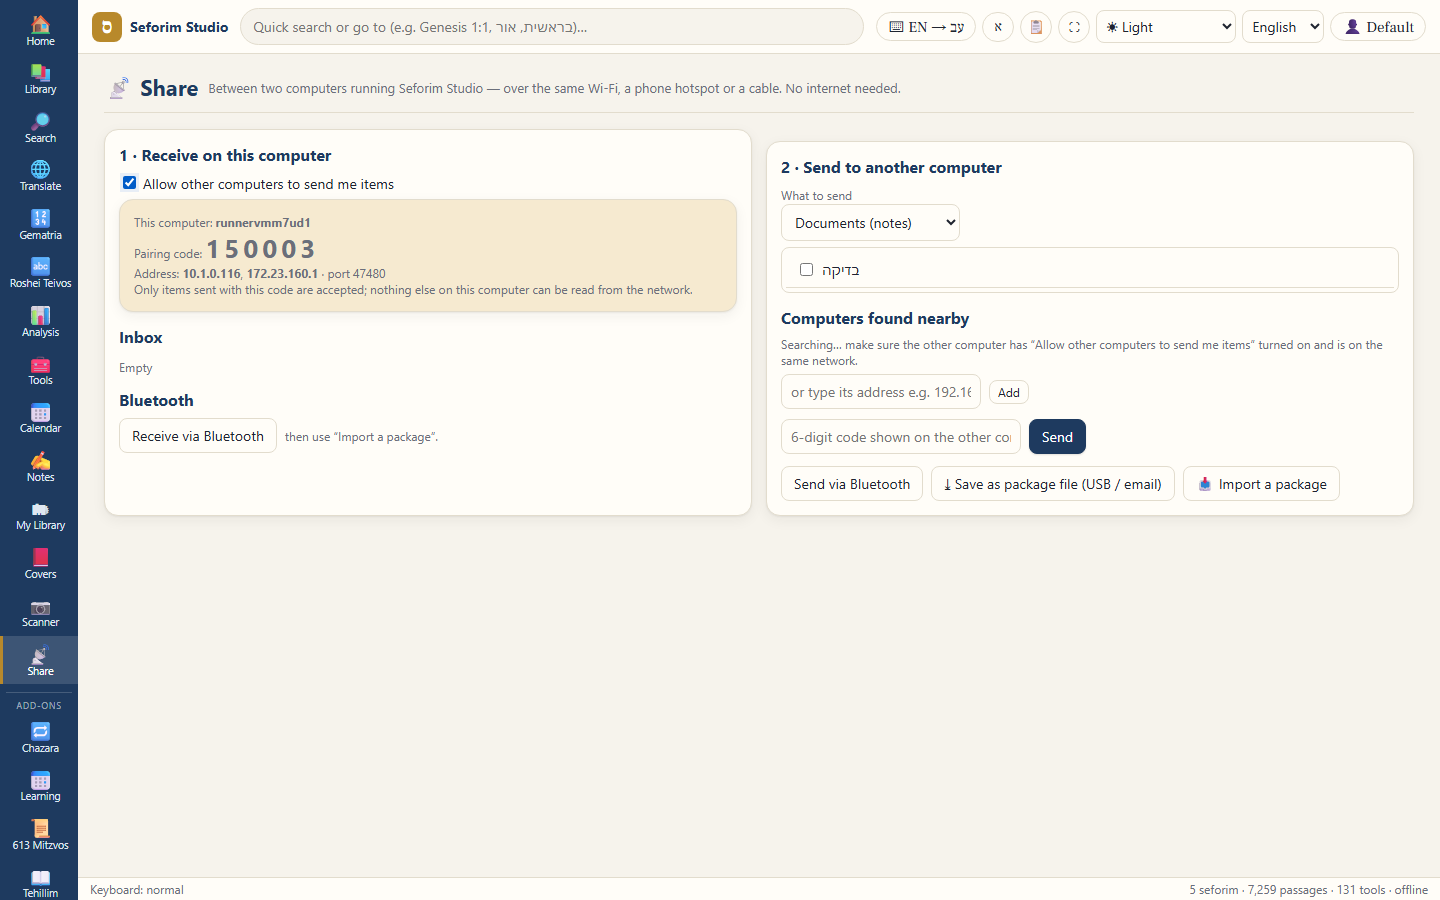 Home
Library
Search
Translate
Gematria
Roshei Teivos
Analysis
Tools
Calendar
Notes
My Library
Covers
Scanner
Share
ADD-ONS
Chazara
Learning
613 Mitzvos
Tehillim
ס Seforim Studio
Quick search or go to (e.g. Genesis 1:1, בראשית, אור)...
EN → עב
א
Light
English
Default
Share Between two computers running Seforim Studio — over the same Wi-Fi, a phone hotspot or a cable. No internet needed.
1 · Receive on this computer
Allow other computers to send me items
This computer: runnervmm7ud1
Pairing code: 150003
Address: 10.1.0.116, 172.23.160.1 · port 47480
Only items sent with this code are accepted; nothing else on this computer can be read from the network.
Inbox
Empty
Bluetooth
Receive via Bluetooth then use “Import a package”.
2 · Send to another computer
What to send
Documents (notes)
בדיקה
Computers found nearby
Searching... make sure the other computer has “Allow other computers to send me items” turned on and is on the
same network.
or type its address e.g. 192.16 Add
6-digit code shown on the other co Send
Send via Bluetooth
⤓ Save as package file (USB / email)
Import a package
Keyboard: normal
5 seforim · 7,259 passages · 131 tools · offline